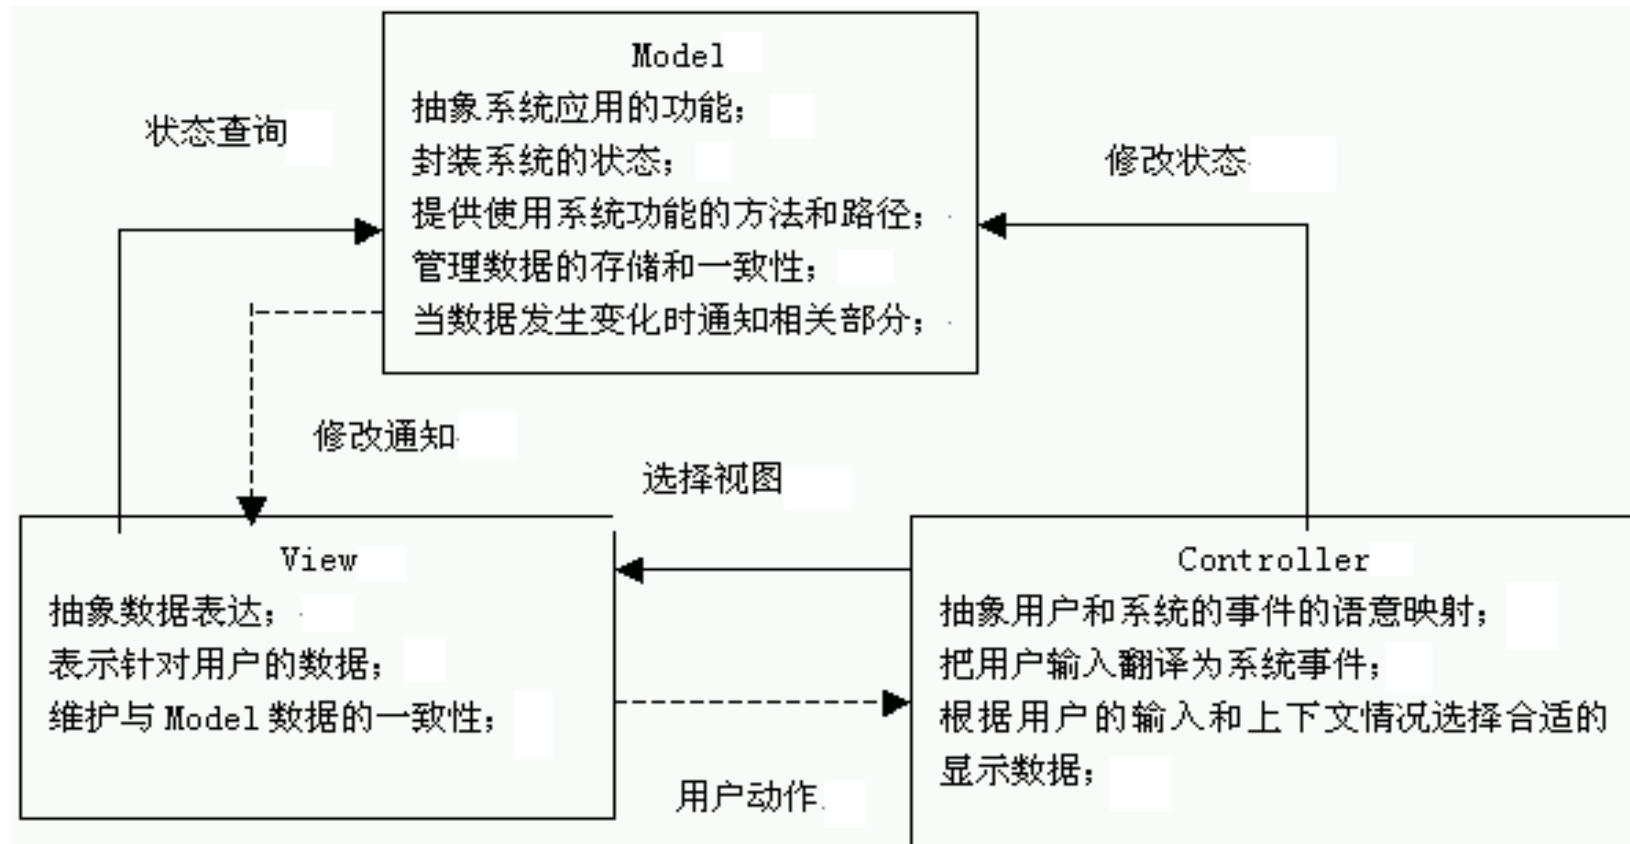 Model
抽象系统应用的功能；
封装系统的状态；
提供使用系统功能的方法和路径；
管理数据的存储和一致性；
当数据发生变化时通知相关部分；
状态查询
修改状态
修改通知
选择视图
View
抽象数据表达；
表示针对用户的数据；
维护与Model数据的一致性；
Controller
抽象用户和系统的事件的语意映射；
把用户输入翻译为系统事件；
根据用户的输入和上下文情况选择合适的
显示数据；
用户动作